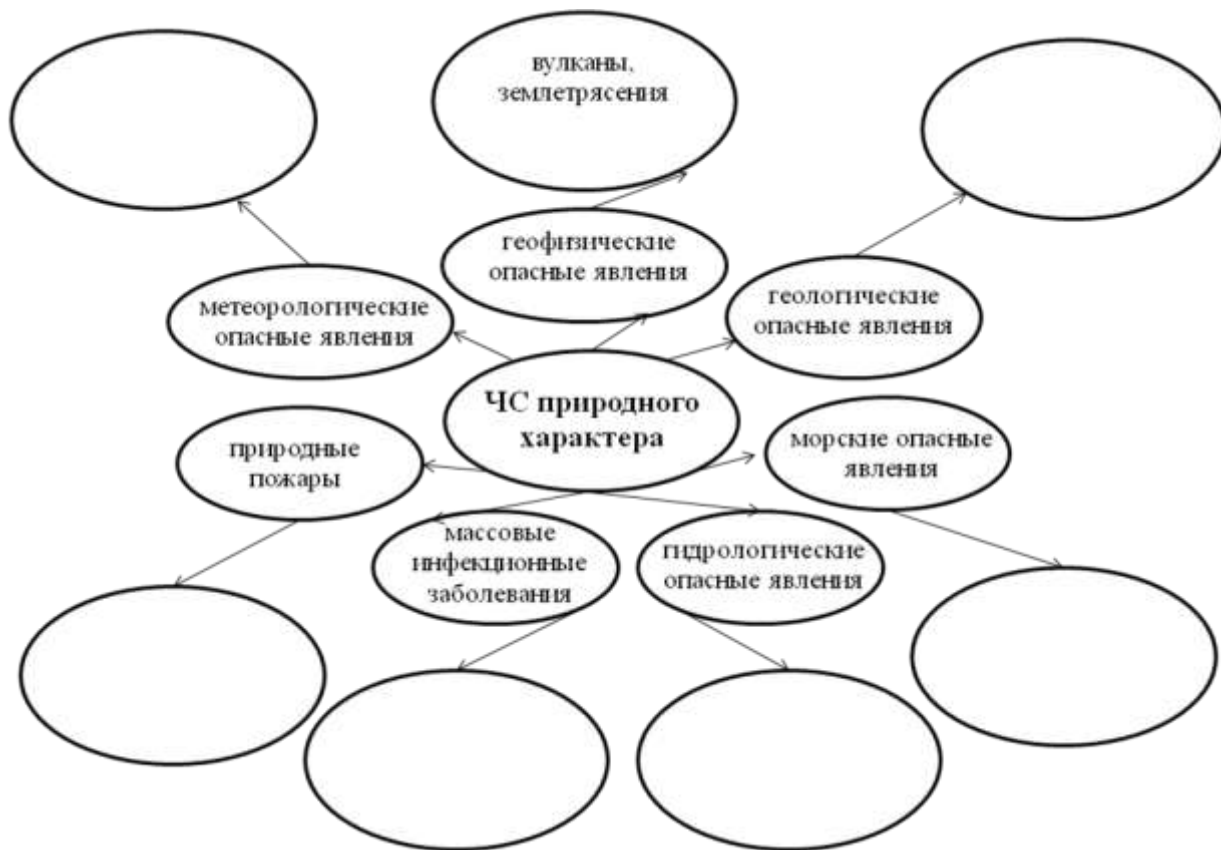 вулканы,
землетрясения
геофизические
опасные явления
метеорологические
опасные явления
геологические
опасные явления
ЧС природного
характера
природные
пожары
морские опасные
явления
массовые
инфекционные
заболевания
гидрологические
опасные явления